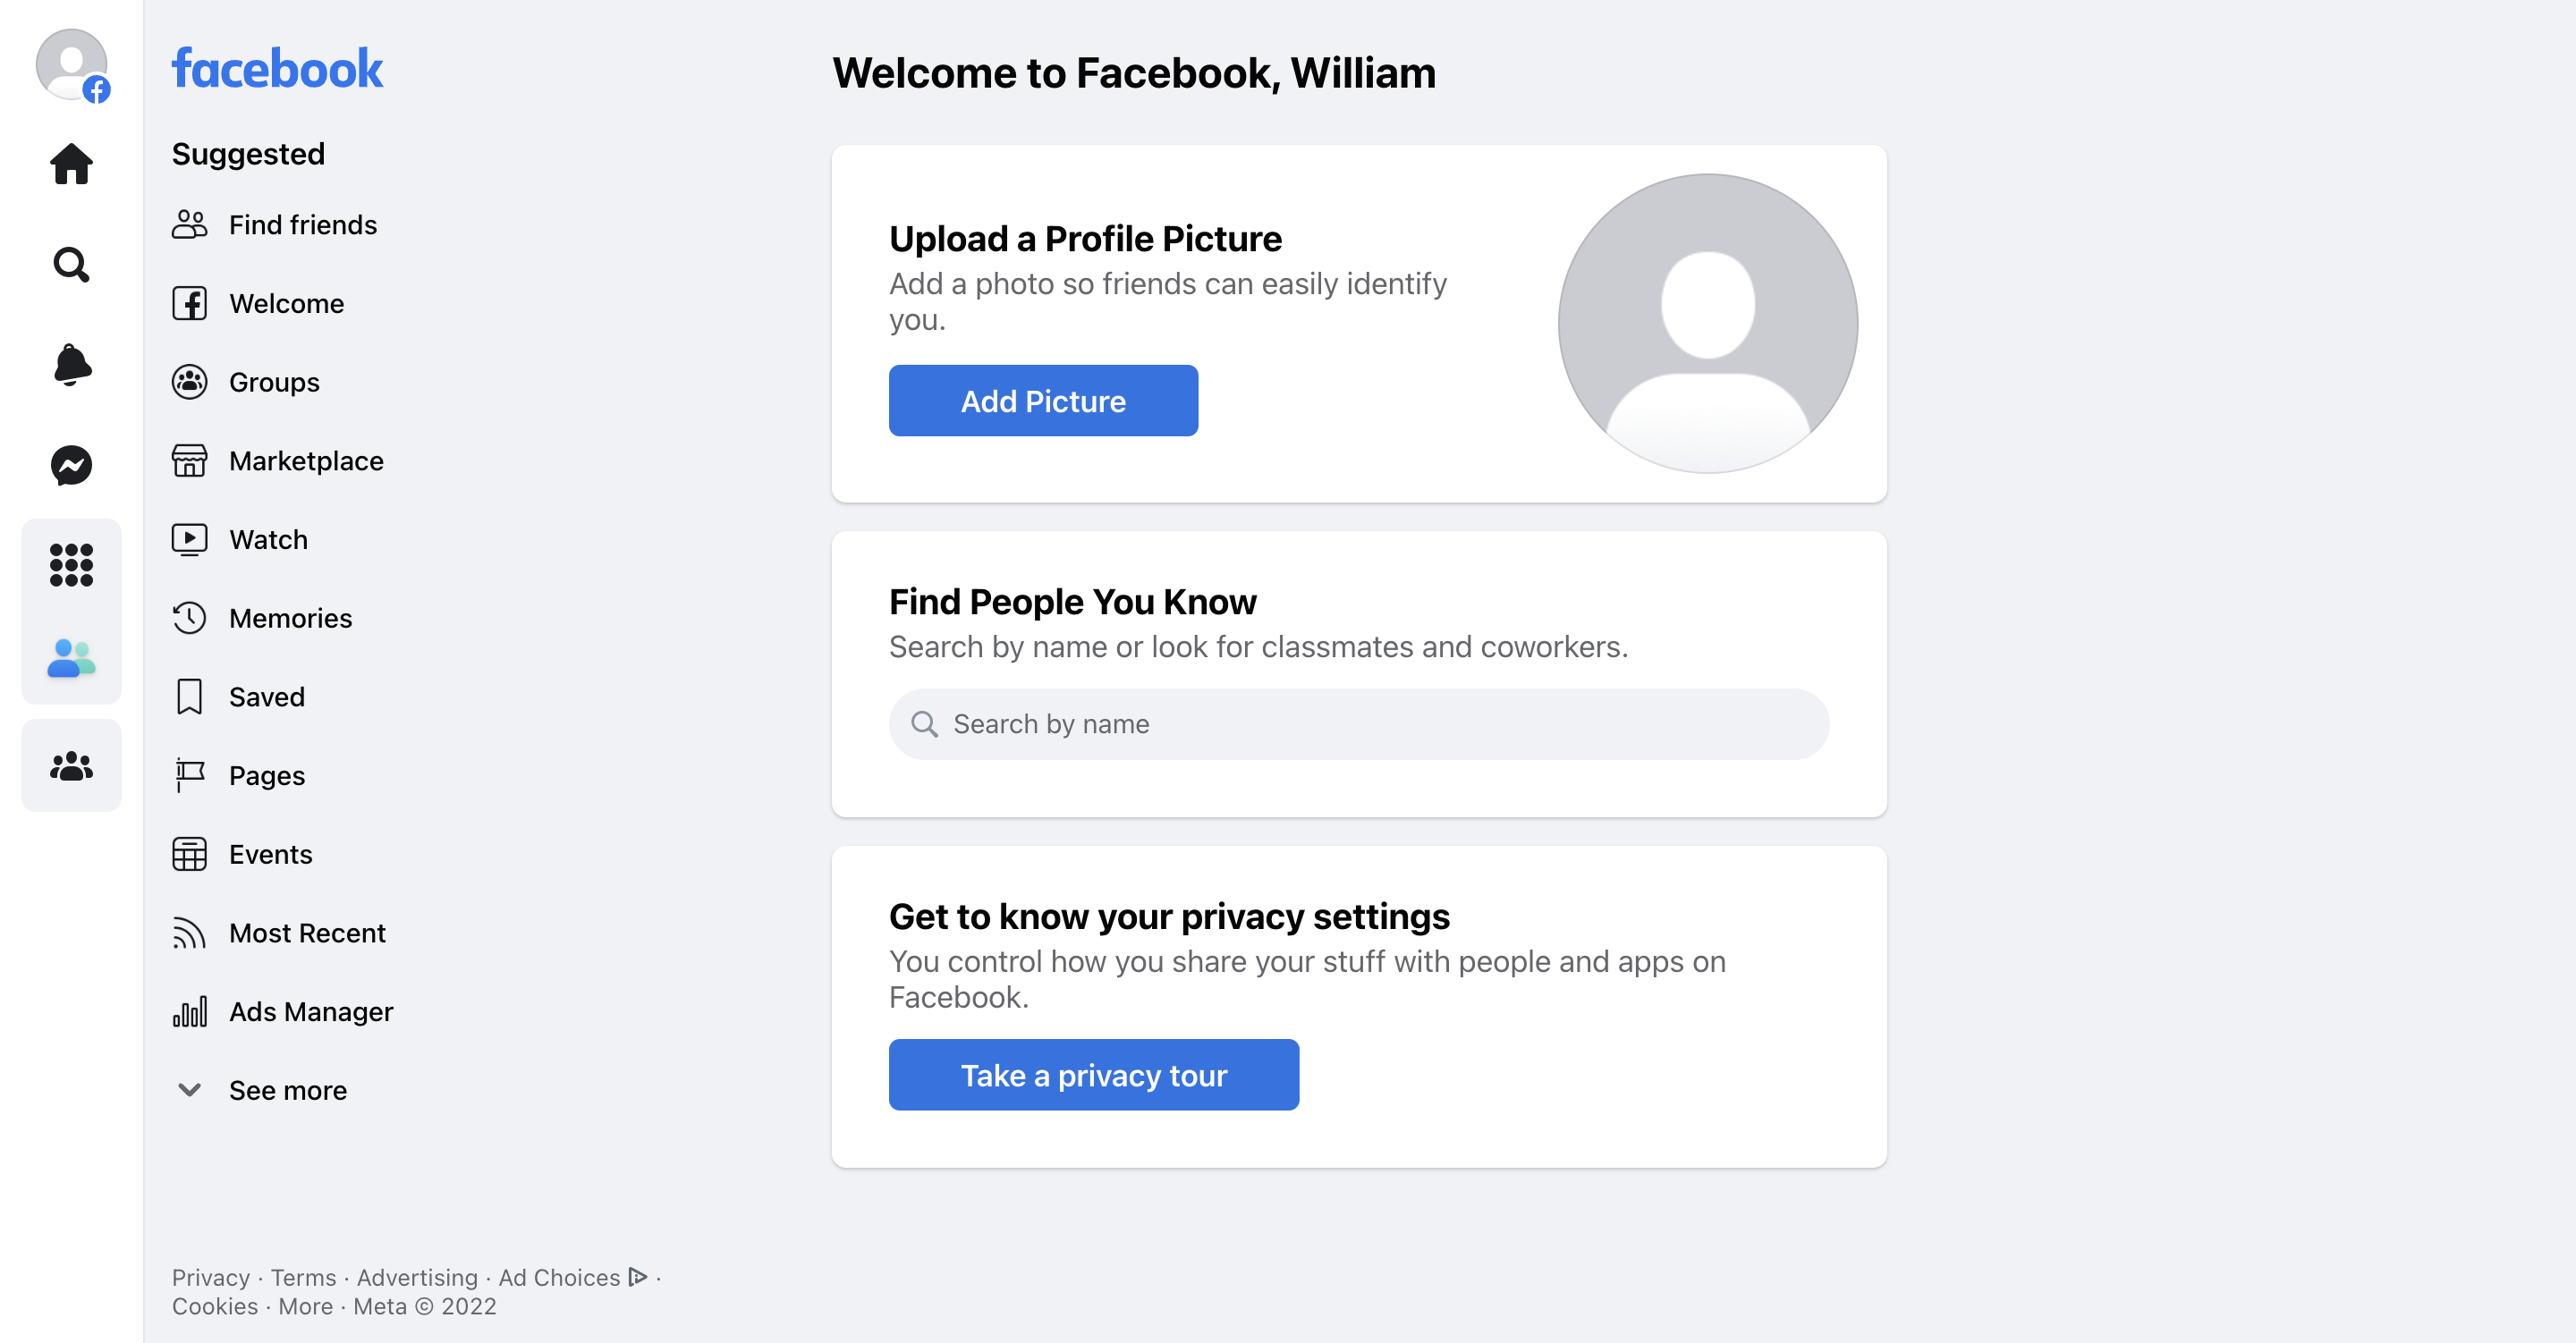 facebook
Suggested
Find friends
Welcome
Groups
Marketplace
Watch
Memories
Saved
Pages
Events
Most Recent
Ads Manager
See more
Privacy · Terms · Advertising · Ad Choices ·
Cookies · More · Meta © 2022
Welcome to Facebook, William
Upload a Profile Picture
Add a photo so friends can easily identify
you.
Add Picture
Find People You Know
Search by name or look for classmates and coworkers.
Search by name
Get to know your privacy settings
You control how you share your stuff with people and apps on
Facebook.
Take a privacy tour